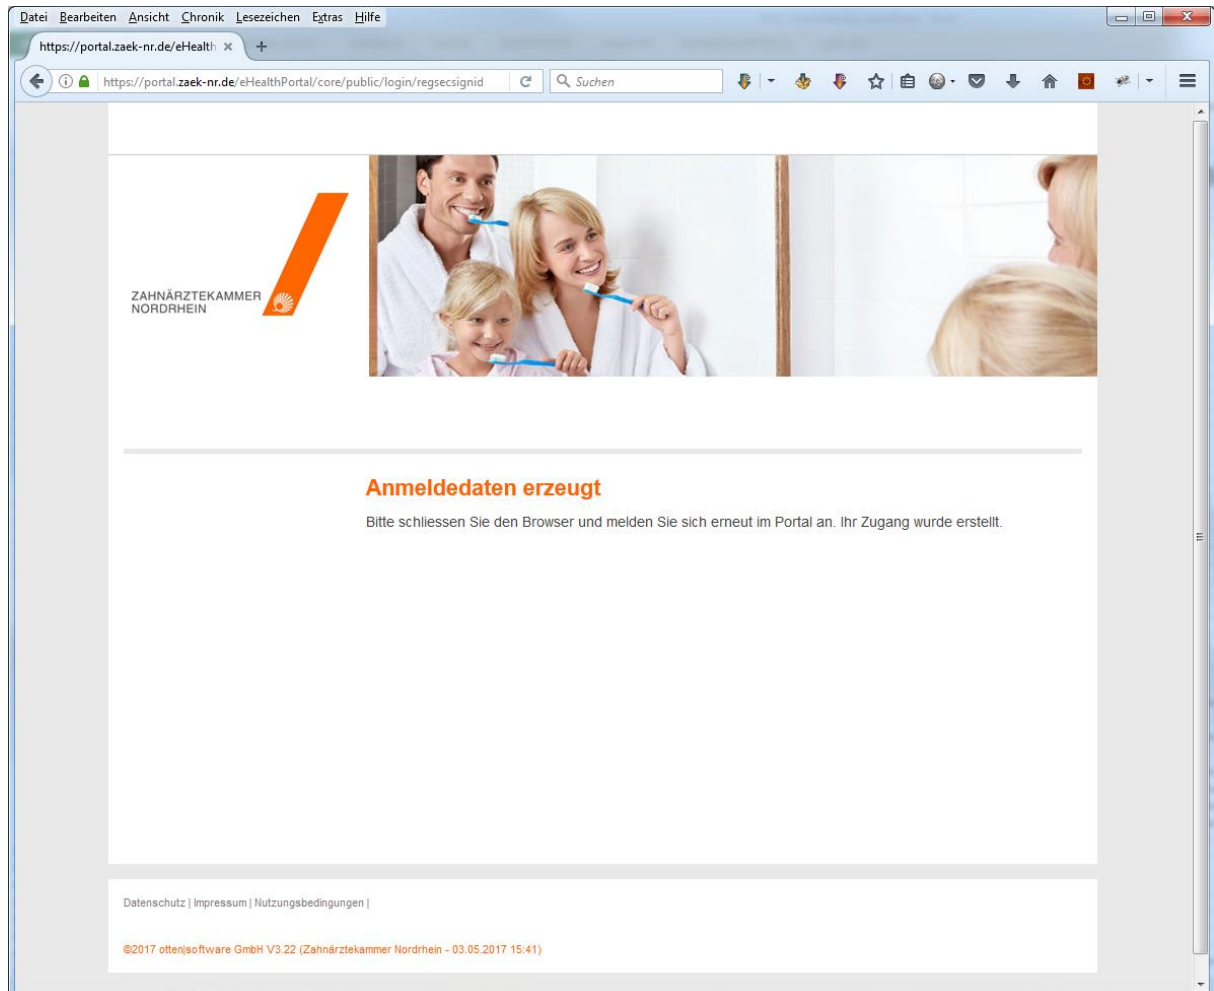 Datei Bearbeiten Ansicht Chronik Lesezeichen Extras Hilfe
https://portal.zaek-nr.de/eHealth
https://portal.zaek-nr.de/eHealthPortal/core/public/login/regsecsignid
Suchen
ZAHNÄRZTEKAMMER
NORDRHEIN
Anmeldedaten erzeugt
Bitte schliessen Sie den Browser und melden Sie sich erneut im Portal an. Ihr Zugang wurde erstellt.
Datenschutz | Impressum | Nutzungsbedingungen |
©2017 otten|software GmbH V3.22 (Zahnärztekammer Nordrhein - 03.05.2017 15:41)